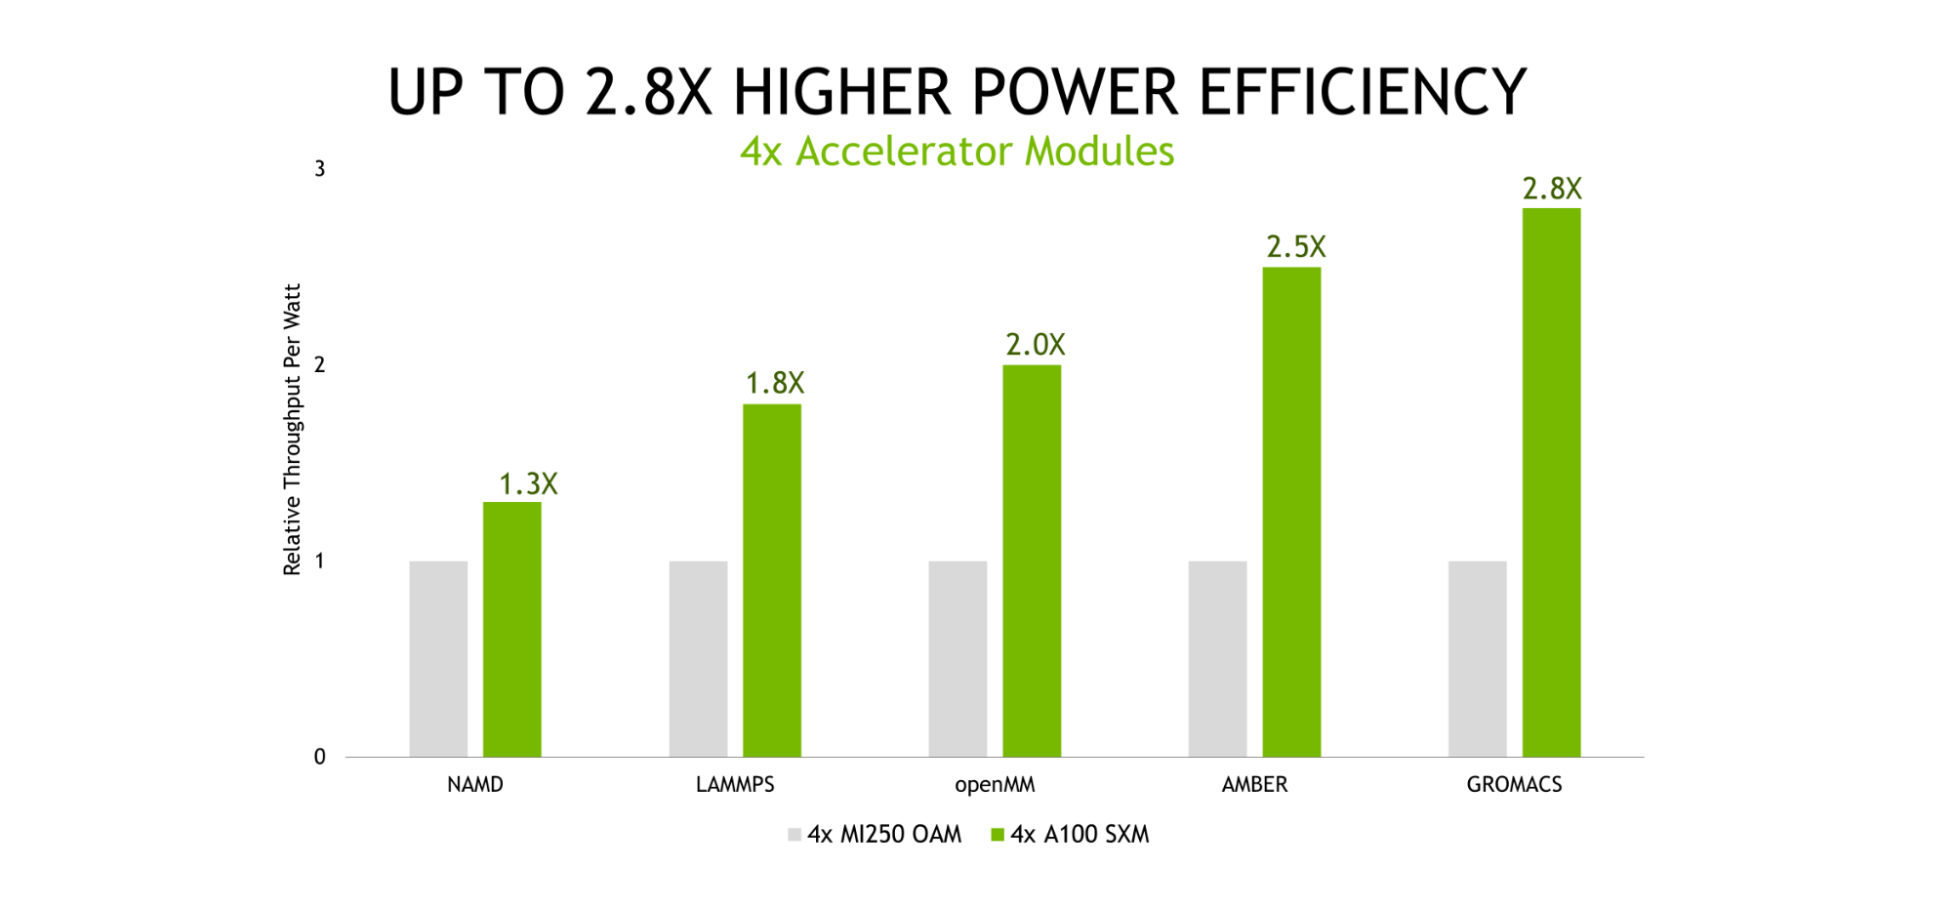 UP TO 2.8X HIGHER POWER EFFICIENCY
4x Accelerator Modules
Relative Throughput Per Watt
3
2
1
0
1.3X
1.8X
2.0X
2.5X
2.8X
NAMD
LAMMPS
openMM
AMBER
GROMACS
4x MI250 OAM
4x A100 SXM